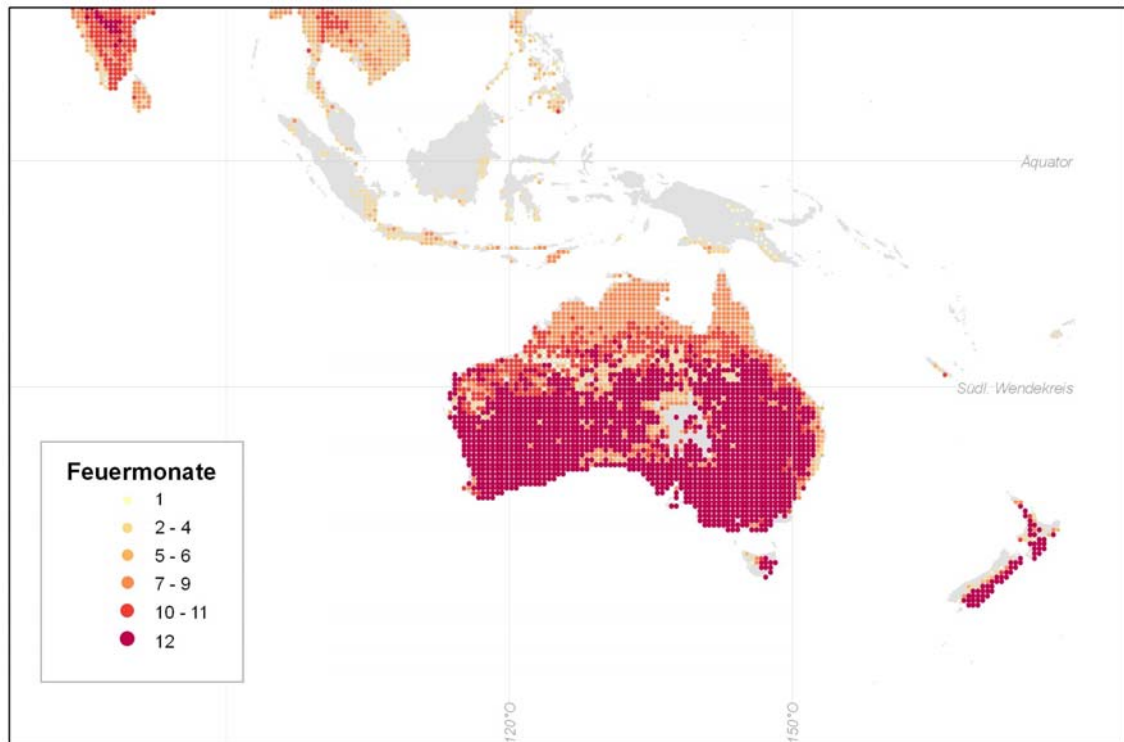 Äquator
Südl. Wendekreis
Feuermonate
1
2 - 4
5 - 6
7 - 9
10 - 11
12
120°O
150°O